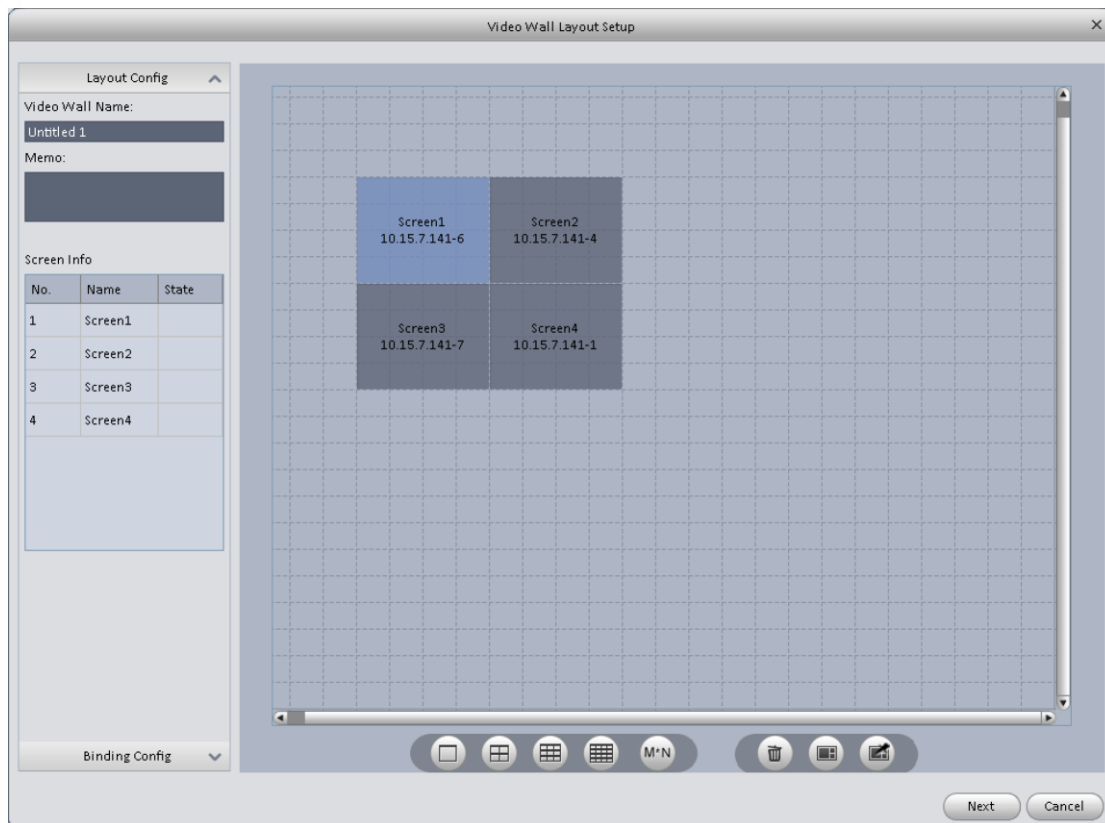 Video Wall Layout Setup
Layout Config
Video Wall Name:
Untitled 1
Memo:
Screen Info
No. Name State
1 Screen1
2 Screen2
3 Screen3
4 Screen4
Binding Config
Screen1
10.15.7.141-6
Screen2
10.15.7.141-4
Screen3
10.15.7.141-7
Screen4
10.15.7.141-1
M*N
Next
Cancel